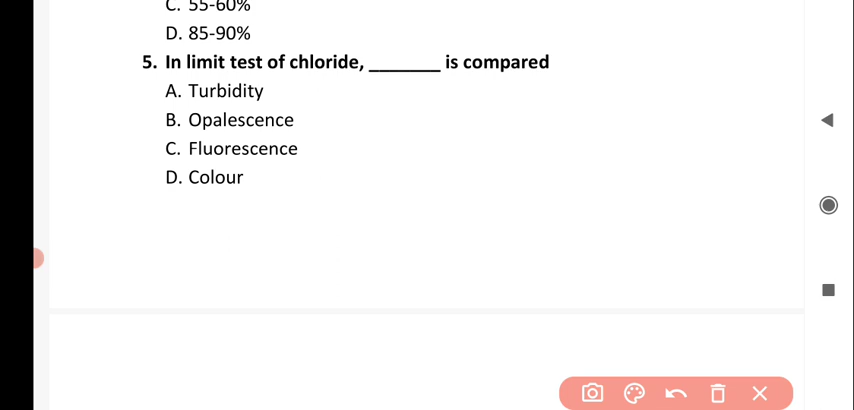 C. 55-60%
D. 85-90%
5. In limit test of chloride, _______ is compared
A. Turbidity
B. Opalescence
C. Fluorescence
D. Colour